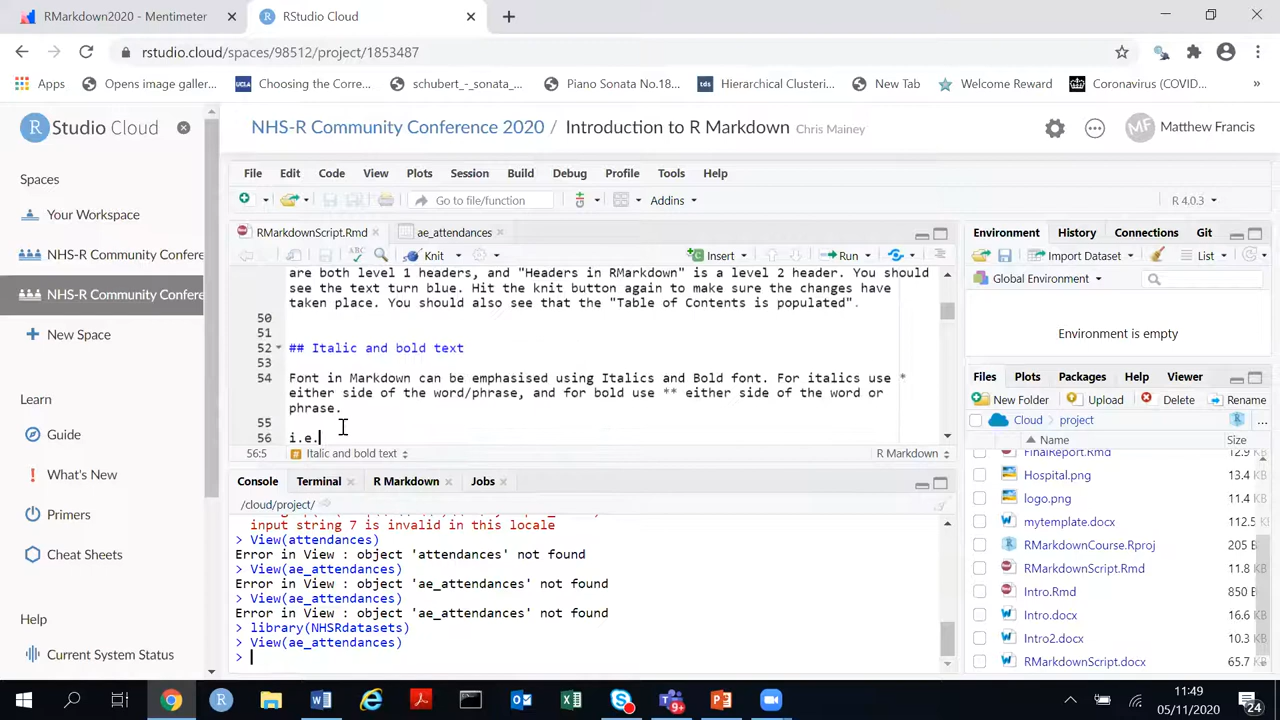 RMarkdown2020 - Mentimeter
RStudio Cloud
rstudio.cloud/spaces/98512/project/1853487
Apps
Opens image galler...
UCLA
Choosing the Corre...
schubert_-_sonata_...
Piano Sonata No.18...
tds
Hierarchical Clusteri...
New Tab
Welcome Reward
Coronavirus (COVID...
R Studio Cloud
NHS-R Community Conference 2020 / Introduction to R Markdown Chris Mainey
MF Matthew Francis
Spaces
Your Workspace
NHS-R Community Confere
NHS-R Community Confere
New Space
Learn
Guide
What's New
Primers
Cheat Sheets
Help
Current System Status
File Edit Code View Plots Session Build Debug Profile Tools Help
Go to file/function
Addins
R 4.0.3
RMarkdownScript.Rmd
ae_attendances
Knit
Insert
Run
are both level 1 headers, and "Headers in RMarkdown" is a level 2 header. You should
see the text turn blue. Hit the knit button again to make sure the changes have
taken place. You should also see that the "Table of Contents is populated".
50
51
52 ## Italic and bold text
53
54 Font in Markdown can be emphasised using Italics and Bold font. For italics use *
either side of the word/phrase, and for bold use ** either side of the word or
phrase.
55
56 i.e.
56:5 # Italic and bold text
R Markdown
Console Terminal R Markdown Jobs
/cloud/project/
input string 7 is invalid in this locale
> View(attendances)
Error in View : object 'attendances' not found
> View(ae_attendances)
Error in View : object 'ae_attendances' not found
> View(ae_attendances)
Error in View : object 'ae_attendances' not found
> library(NHSRdatasets)
> View(ae_attendances)
>
Environment History Connections Git
Import Dataset
List
Global Environment
Environment is empty
Files Plots Packages Help Viewer
New Folder Upload Delete Rename
Cloud project ...
Name Size
FinalReport.Rmd 12.9 KB
Hospital.png 13.4 KB
logo.png 11.4 KB
mytemplate.docx 112.5 KB
RMarkdownCourse.Rproj 205 B
RMarkdownScript.Rmd 11.8 KB
Intro.Rmd 850 B
Intro.docx 16.6 KB
Intro2.docx 10.3 KB
RMarkdownScript.docx 65.7 KB
9+
11:49
05/11/2020
24